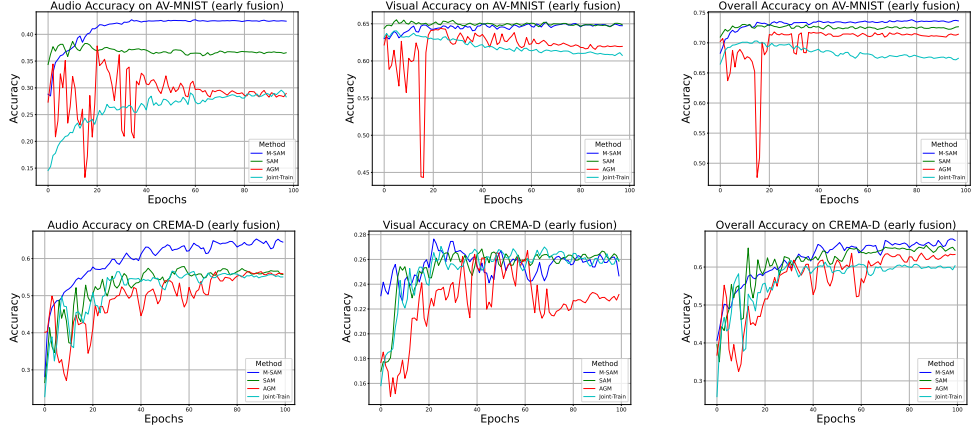 Audio Accuracy on AV-MNIST (early fusion)
Accuracy
0.40
0.35
0.30
0.25
0.20
0.15
0 20 40 60 80 100
Epochs
Method
M-SAM
SAM
AGM
Joint-Train
Visual Accuracy on AV-MNIST (early fusion)
Accuracy
0.65
0.60
0.55
0.50
0.45
0 20 40 60 80 100
Epochs
Method
M-SAM
SAM
AGM
Joint-Train
Overall Accuracy on AV-MNIST (early fusion)
Accuracy
0.75
0.70
0.65
0.60
0.55
0.50
0 20 40 60 80 100
Epochs
Method
M-SAM
SAM
AGM
Joint-Train
Audio Accuracy on CREMA-D (early fusion)
Accuracy
0.6
0.5
0.4
0.3
0 20 40 60 80 100
Epochs
Method
M-SAM
SAM
AGM
Joint-Train
Visual Accuracy on CREMA-D (early fusion)
Accuracy
0.28
0.26
0.24
0.22
0.20
0.18
0.16
0 20 40 60 80 100
Epochs
Method
M-SAM
SAM
AGM
Joint-Train
Overall Accuracy on CREMA-D (early fusion)
Accuracy
0.6
0.5
0.4
0.3
0 20 40 60 80 100
Epochs
Method
M-SAM
SAM
AGM
Joint-Train